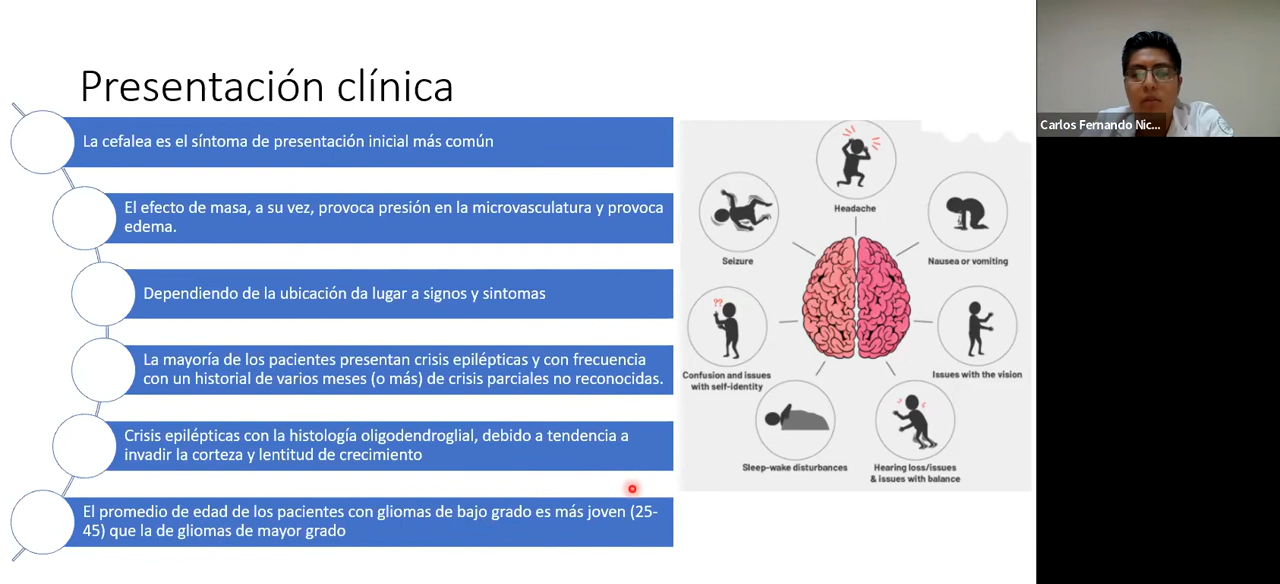 Presentación clínica
La cefalea es el síntoma de presentación inicial más común
El efecto de masa, a su vez, provoca presión en la microvasculatura y provoca
edema.
Dependiendo de la ubicación da lugar a signos y sintomas
La mayoría de los pacientes presentan crisis epilépticas y con frecuencia
con un historial de varios meses (o más) de crisis parciales no reconocidas.
Crisis epilépticas con la histología oligodendroglial, debido a tendencia a
invadir la corteza y lentitud de crecimiento
El promedio de edad de los pacientes con gliomas de bajo grado es más joven (25-
45) que la de gliomas de mayor grado
Headache
Seizure
Nausea or vomiting
??
Confusion and issues
with self-identity
Issues with the vision
Sleep-wake disturbances
Hearing loss/issues
& issues with balance
Carlos Fernando Nic...